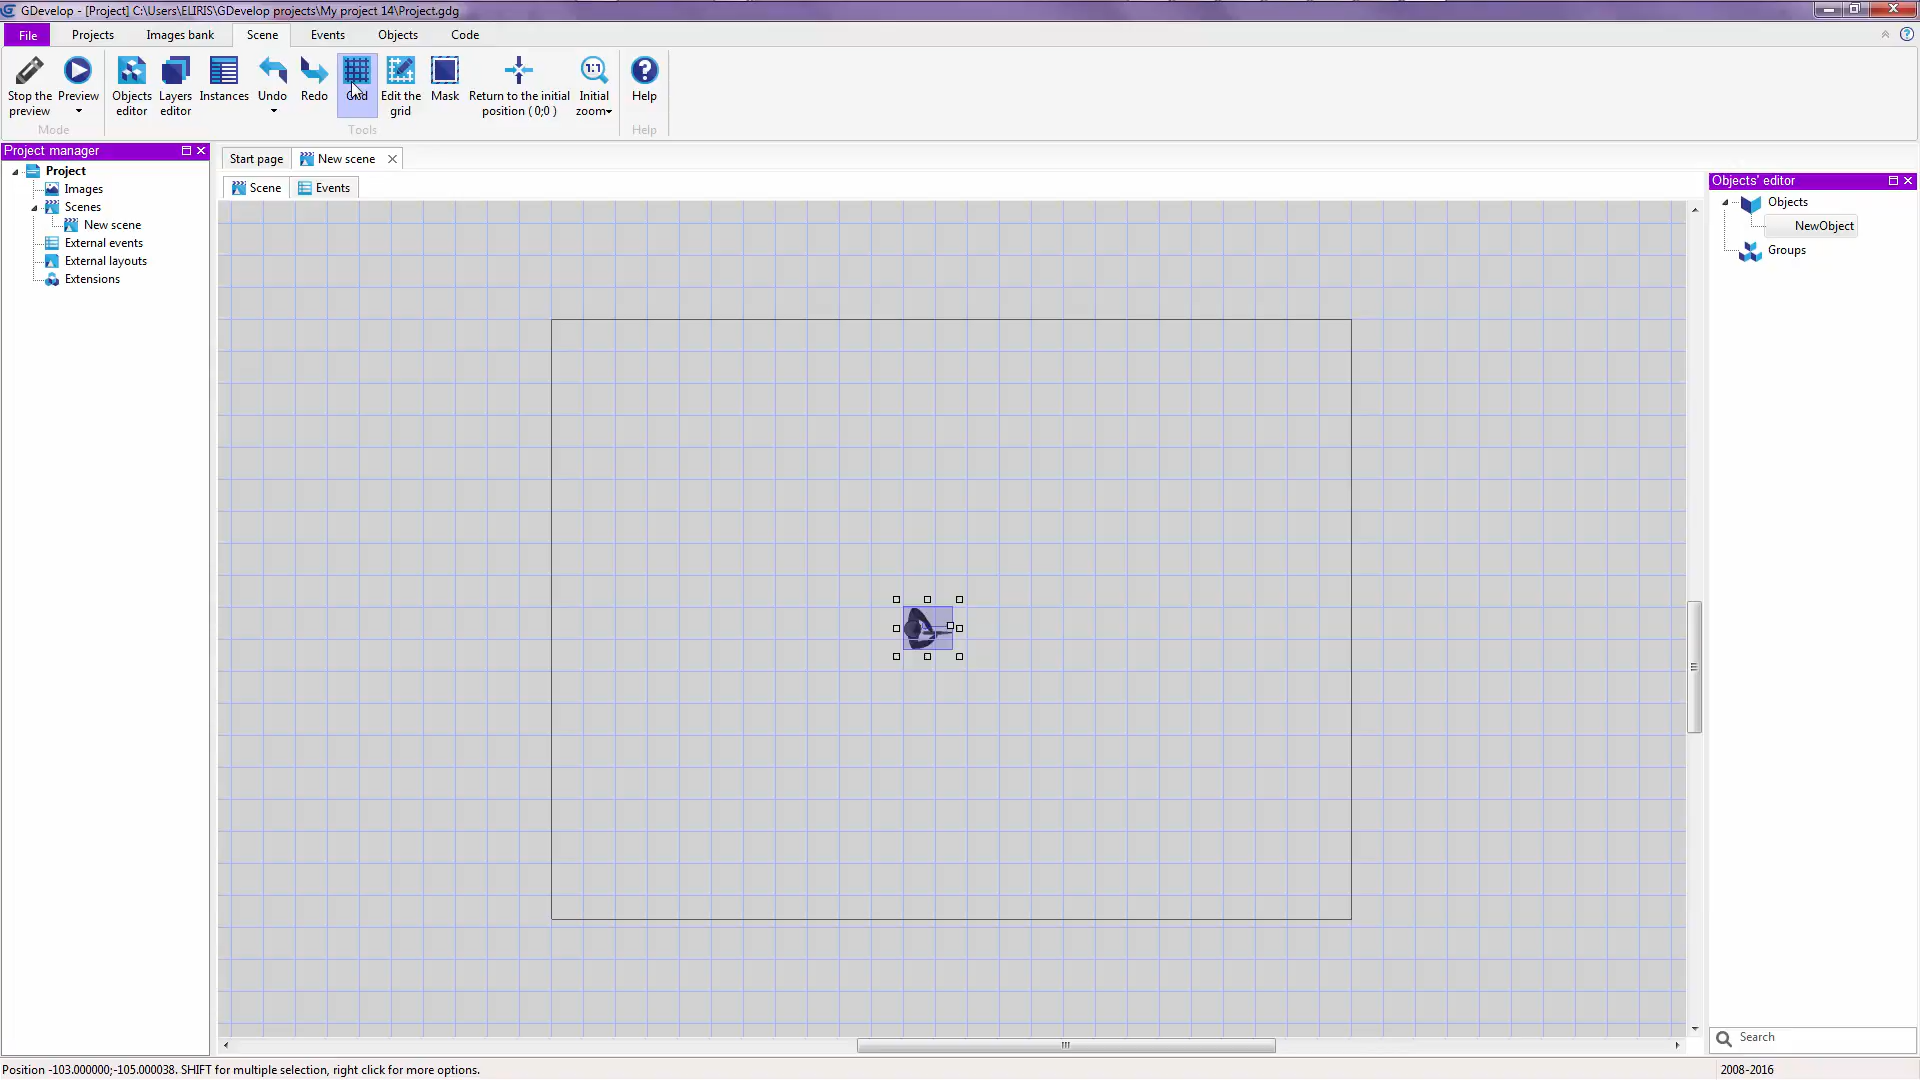 GDevelop - [Project] C:\Users\ELIRIS\GDevelop projects\My project 14\Project.gdg
File Projects Images bank Scene Events Objects Code
Stop the preview
Preview
Objects editor
Layers editor
Instances
Undo
Redo
Grid
Edit the grid
Mask
Return to the initial position ( 0;0 )
Initial zoom
Help
Mode Tools Help
Project manager
Project
Images
Scenes
New scene
External events
External layouts
Extensions
Start page New scene
Scene Events
Objects' editor
Objects
NewObject
Groups
Search
Position -103.000000;-105.000038. SHIFT for multiple selection, right click for more options.
2008-2016